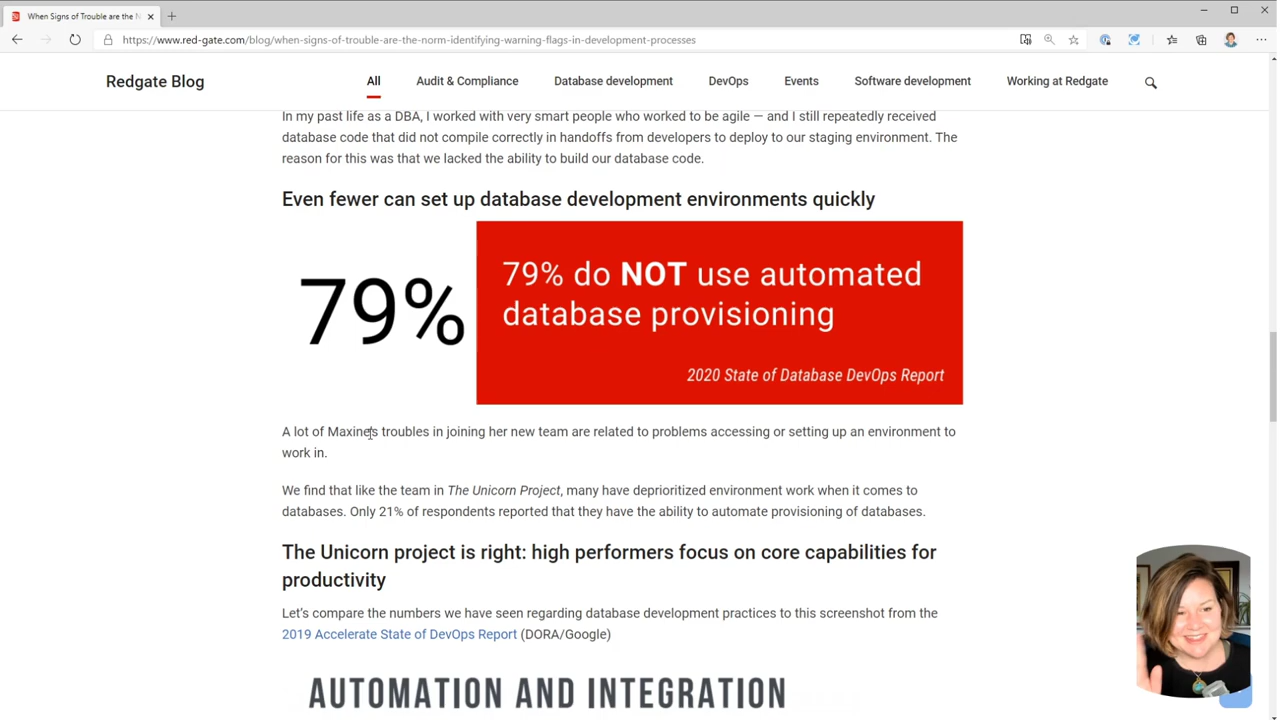 When Signs of Trouble are the N
https://www.red-gate.com/blog/when-signs-of-trouble-are-the-norm-identifying-warning-flags-in-development-processes
Redgate Blog
All
Audit & Compliance
Database development
DevOps
Events
Software development
Working at Redgate
In my past life as a DBA, I worked with very smart people who worked to be agile — and I still repeatedly received
database code that did not compile correctly in handoffs from developers to deploy to our staging environment. The
reason for this was that we lacked the ability to build our database code.
Even fewer can set up database development environments quickly
79%
79% do NOT use automated
database provisioning
2020 State of Database DevOps Report
A lot of Maxine's troubles in joining her new team are related to problems accessing or setting up an environment to
work in.
We find that like the team in The Unicorn Project, many have deprioritized environment work when it comes to
databases. Only 21% of respondents reported that they have the ability to automate provisioning of databases.
The Unicorn project is right: high performers focus on core capabilities for
productivity
Let's compare the numbers we have seen regarding database development practices to this screenshot from the
2019 Accelerate State of DevOps Report (DORA/Google)
AUTOMATION AND INTEGRATION